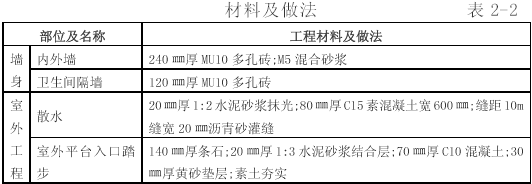 材料及做法 表 2-2
部位及名称 工程材料及做法
墙身 内外墙 240 ㎜厚 MU10 多孔砖;M5 混合砂浆
卫生间隔墙 120 ㎜厚 MU10 多孔砖
室外工程 散水 20 ㎜厚 1:2 水泥砂浆抹光;80 ㎜厚 C15 素混凝土宽 600 ㎜;缝距 10m
缝宽 20 ㎜沥青砂灌缝
室外平台入口踏步 140 ㎜厚条石;20 ㎜厚 1:3 水泥砂浆结合层;70 ㎜厚 C10 混凝土;30
㎜厚黄砂垫层;素土夯实